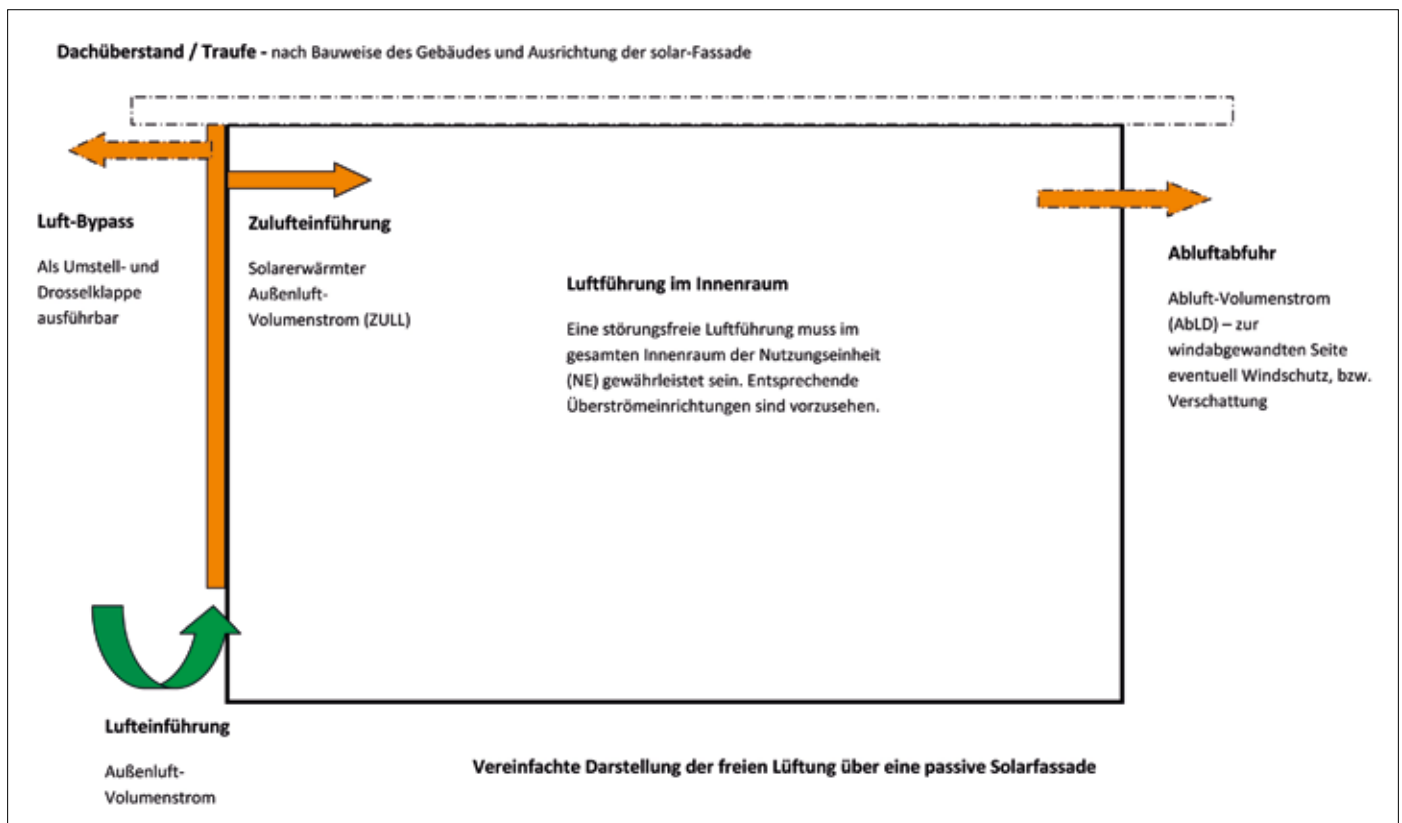 Dachüberstand / Traufe - nach Bauweise des Gebäudes und Ausrichtung der solar-Fassade
Luft-Bypass
Als Umstell- und
Drosselklappe
ausführbar
Zulufteinführung
Solarerwärmter
Außenluft-
Volumenstrom (ZULL)
Luftführung im Innenraum
Eine störungsfreie Luftführung muss im
gesamten Innenraum der Nutzungseinheit
(NE) gewährleistet sein. Entsprechende
Überströmeinrichtungen sind vorzusehen.
Abluftabfuhr
Abluft-Volumenstrom
(AbLD) – zur
windabgewandten Seite
eventuell Windschutz, bzw.
Verschattung
Lufteinführung
Außenluft-
Volumenstrom
Vereinfachte Darstellung der freien Lüftung über eine passive Solarfassade